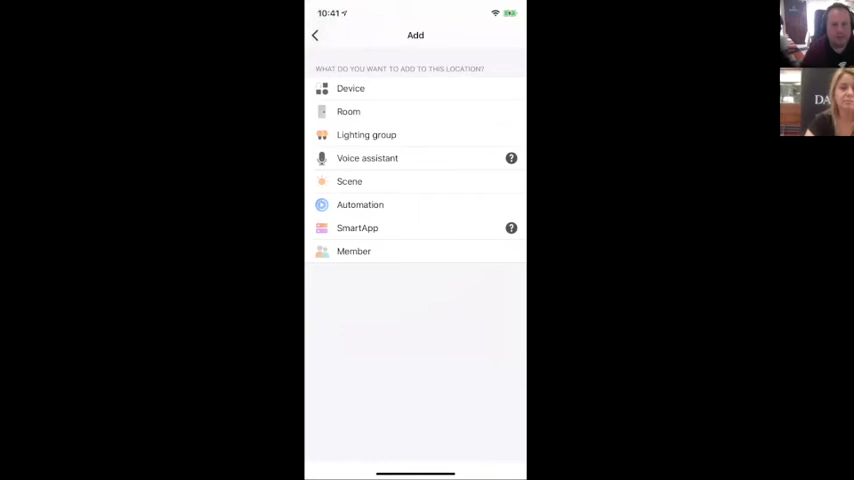 10:41
Add
WHAT DO YOU WANT TO ADD TO THIS LOCATION?
Device
Room
Lighting group
Voice assistant ?
Scene
Automation
SmartApp ?
Member
DA